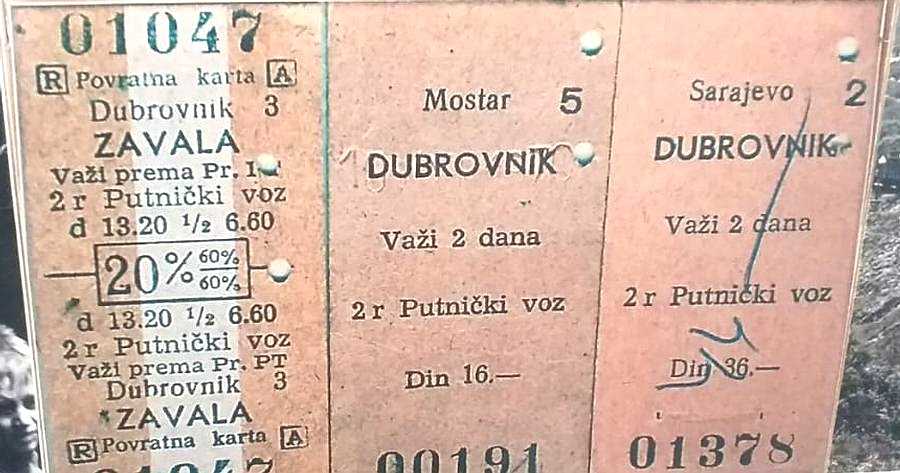 01047
R Povratna karta A
Dubrovnik 3
ZAVALA
Važi prema Pr.
2 r Putnički voz
d 13.20 1/2 6.60
20% 60% 60%
d 13.20 1/2 6.60
2 r Putnički voz
Važi prema Pr. PT
Dubrovnik 3
ZAVALA
R Povratna karta A
01047
Mostar 5
DUBROVNIK
Važi 2 dana
2 r Putnički voz
Din 16.—
00191
Sarajevo 2
DUBROVNIK
Važi 2 dana
2 r Putnički voz
Din 36.—
01378